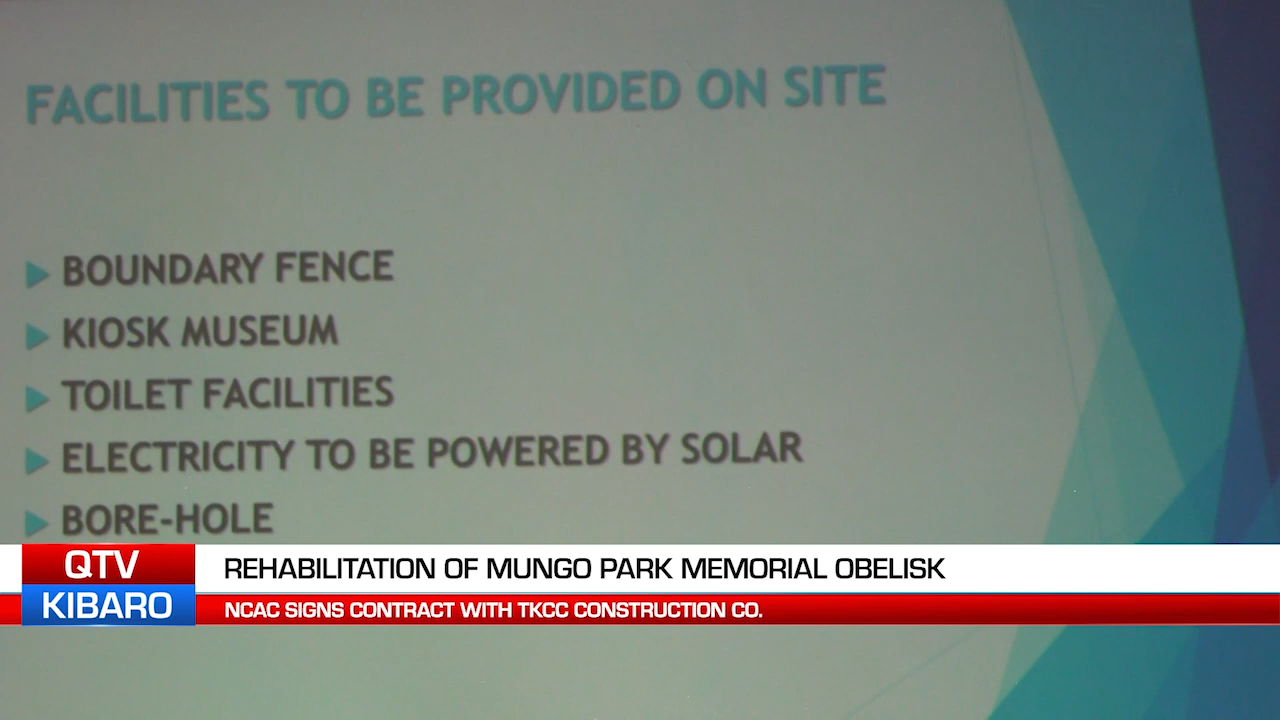 FACILITIES TO BE PROVIDED ON SITE
BOUNDARY FENCE
KIOSK MUSEUM
TOILET FACILITIES
ELECTRICITY TO BE POWERED BY SOLAR
BORE-HOLE
QTV
KIBARO
REHABILITATION OF MUNGO PARK MEMORIAL OBELISK
NCAC SIGNS CONTRACT WITH TKCC CONSTRUCTION CO.